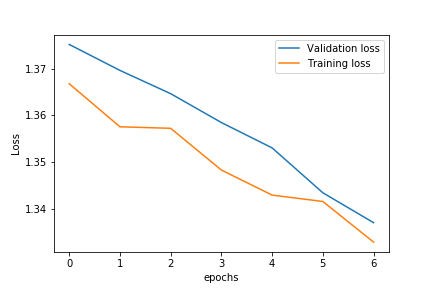 Validation loss
Training loss
1.37
1.36
1.35
1.34
Loss
0 1 2 3 4 5 6
epochs